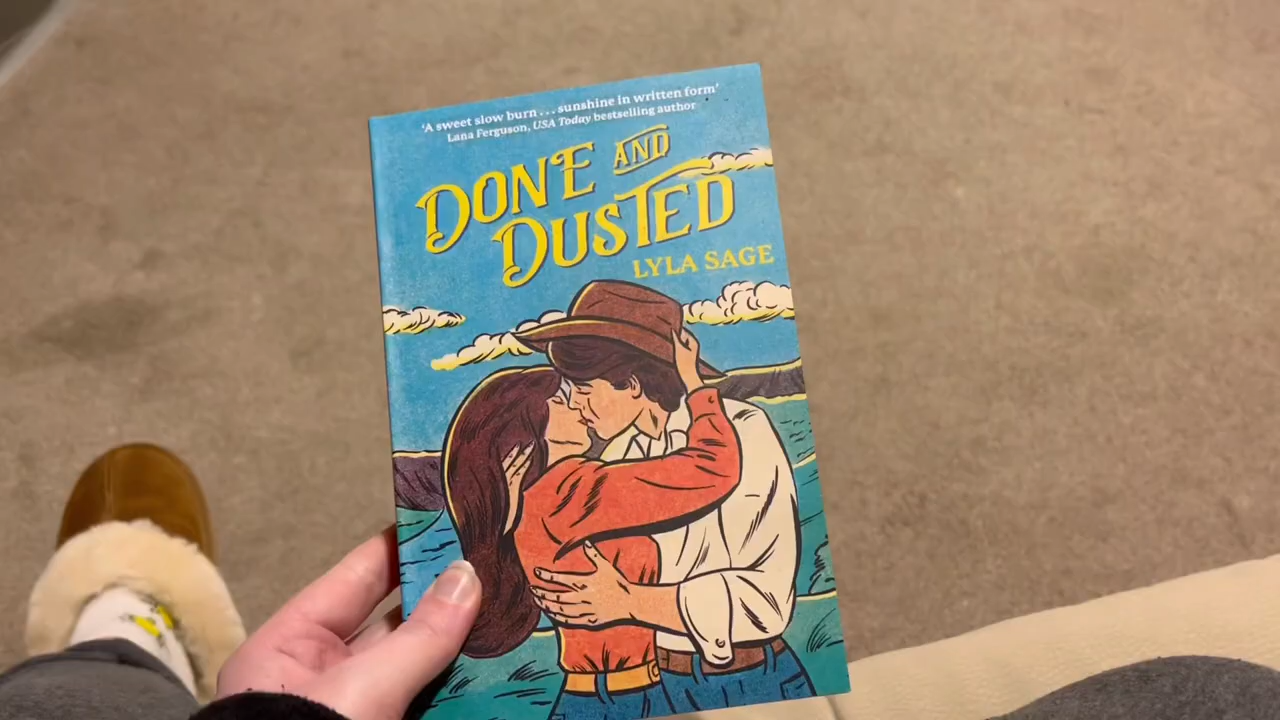 'A sweet slow burn . . . sunshine in written form'
Lana Ferguson, USA Today bestselling author
DONE AND
DUSTED
LYLA SAGE